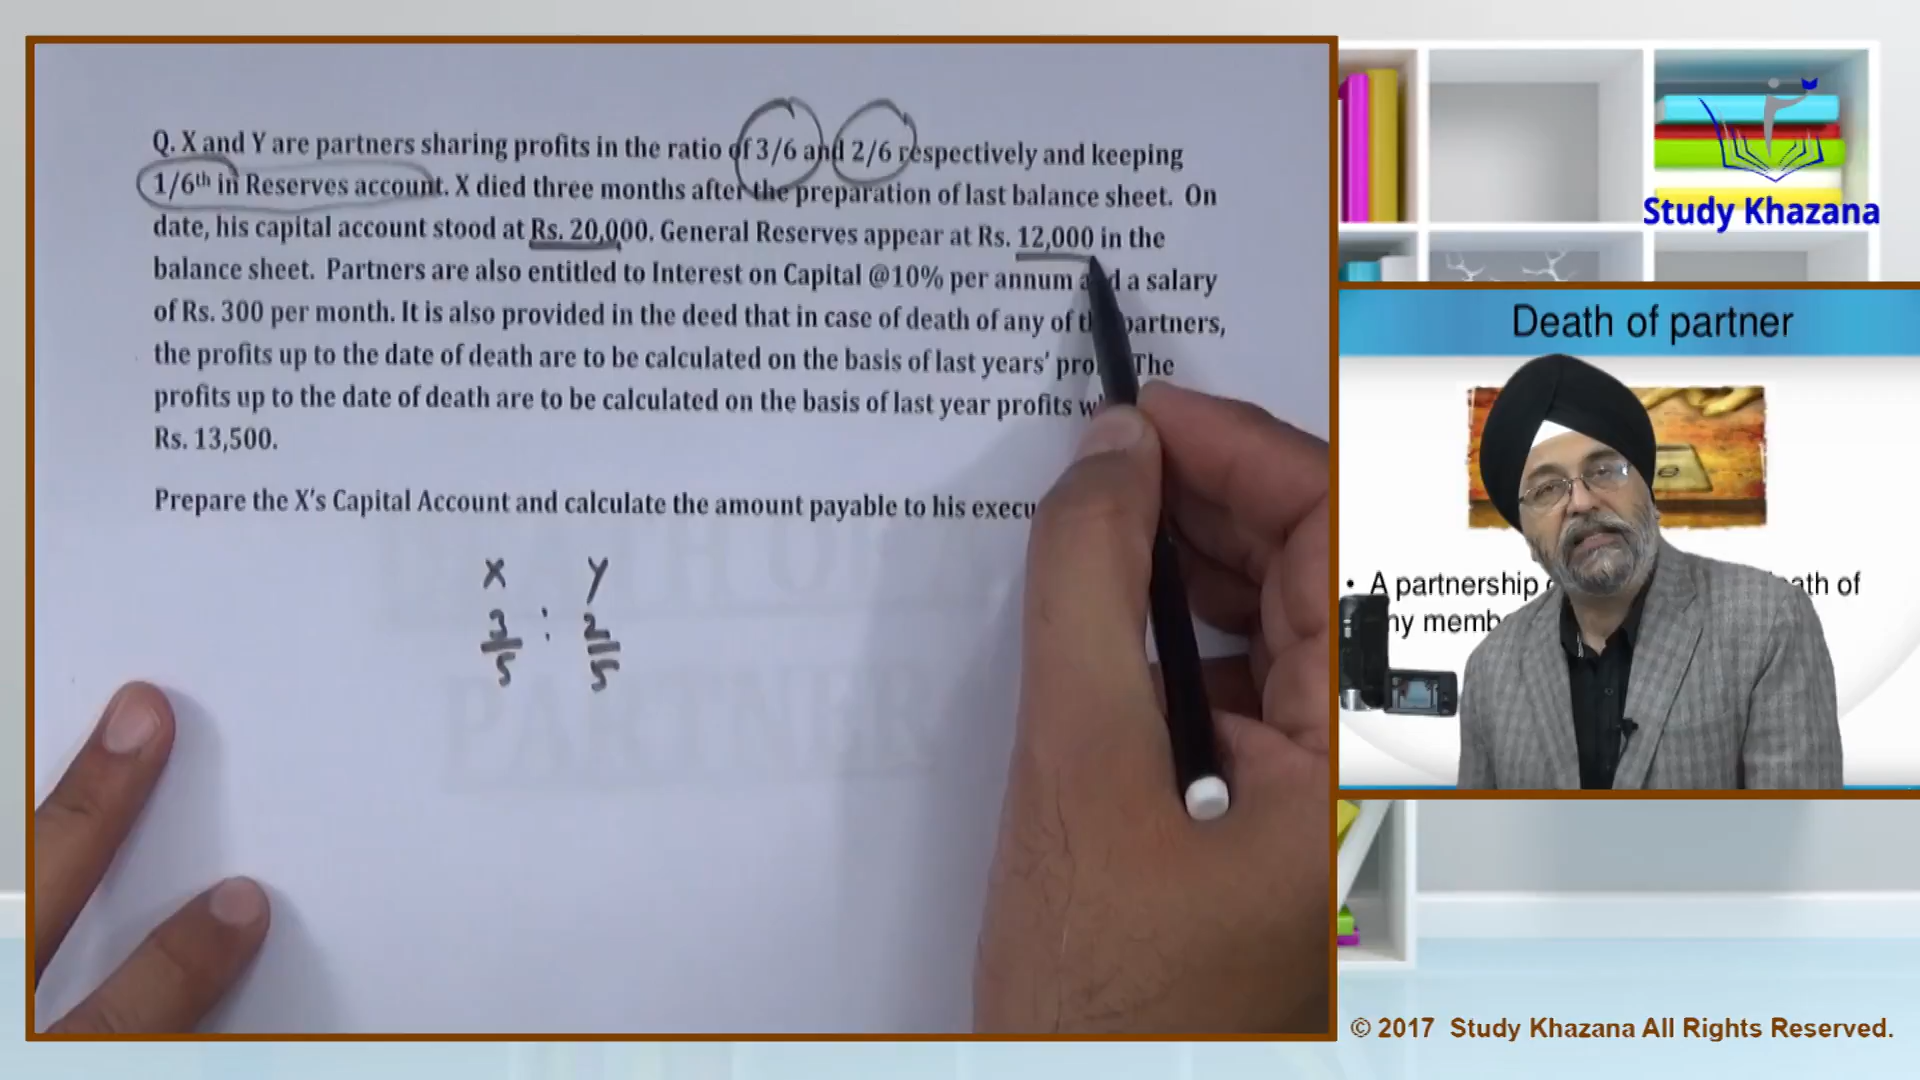 Q. X and Y are partners sharing profits in the ratio of 3/6 and 2/6 respectively and keeping
1/6th in Reserves account. X died three months after the preparation of last balance sheet. On
date, his capital account stood at Rs. 20,000. General Reserves appear at Rs. 12,000 in the
balance sheet. Partners are also entitled to Interest on Capital @10% per annum a salary
of Rs. 300 per month. It is also provided in the deed that in case of death of any of partners,
the profits up to the date of death are to be calculated on the basis of last years' The
profits up to the date of death are to be calculated on the basis of last year profits
Rs. 13,500.
Prepare the X's Capital Account and calculate the amount payable to his
X Y
3/5 : 2/5
DEATH OF A
PARTNER
Study Khazana
Death of partner
• A partnership
of
© 2017 Study Khazana All Rights Reserved.